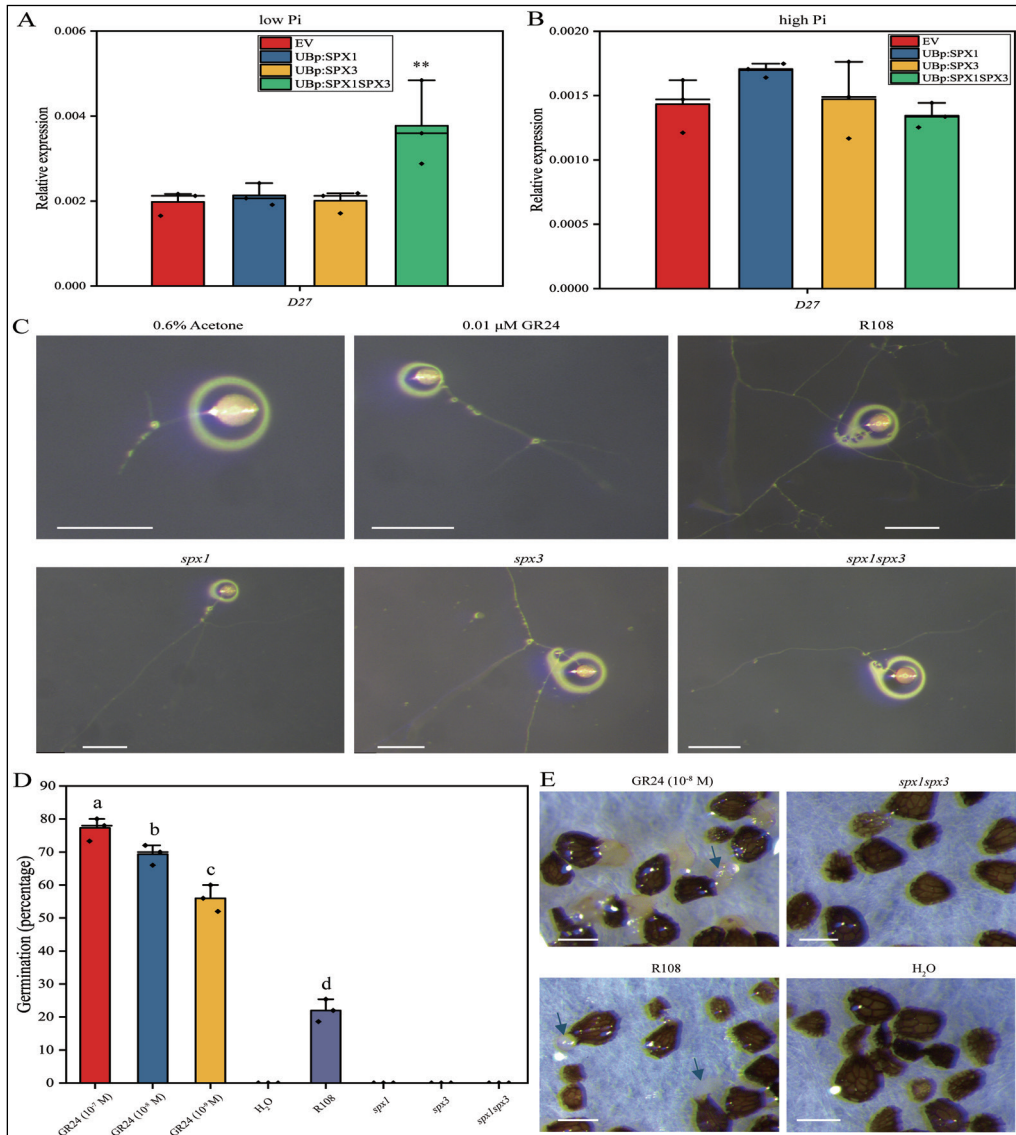 A
low Pi
0.006
0.004
0.002
0.000
Relative expression
EV
UBp:SPX1
UBp:SPX3
UBp:SPX1SPX3
**
D27
B
high Pi
0.0020
0.0015
0.0010
0.0005
0.0000
Relative expression
EV
UBp:SPX1
UBp:SPX3
UBp:SPX1SPX3
D27
C
0.6% Acetone
0.01 μM GR24
R108
spx1
spx3
spx1spx3
D
90
80
70
60
50
40
30
20
10
0
Germination (percentage)
a
b
c
d
GR24 (10⁻⁷ M)
GR24 (10⁻⁸ M)
GR24 (10⁻⁹ M)
H₂O
R108
spx1
spx3
spx1spx3
E
GR24 (10⁻⁸ M)
spx1spx3
R108
H₂O